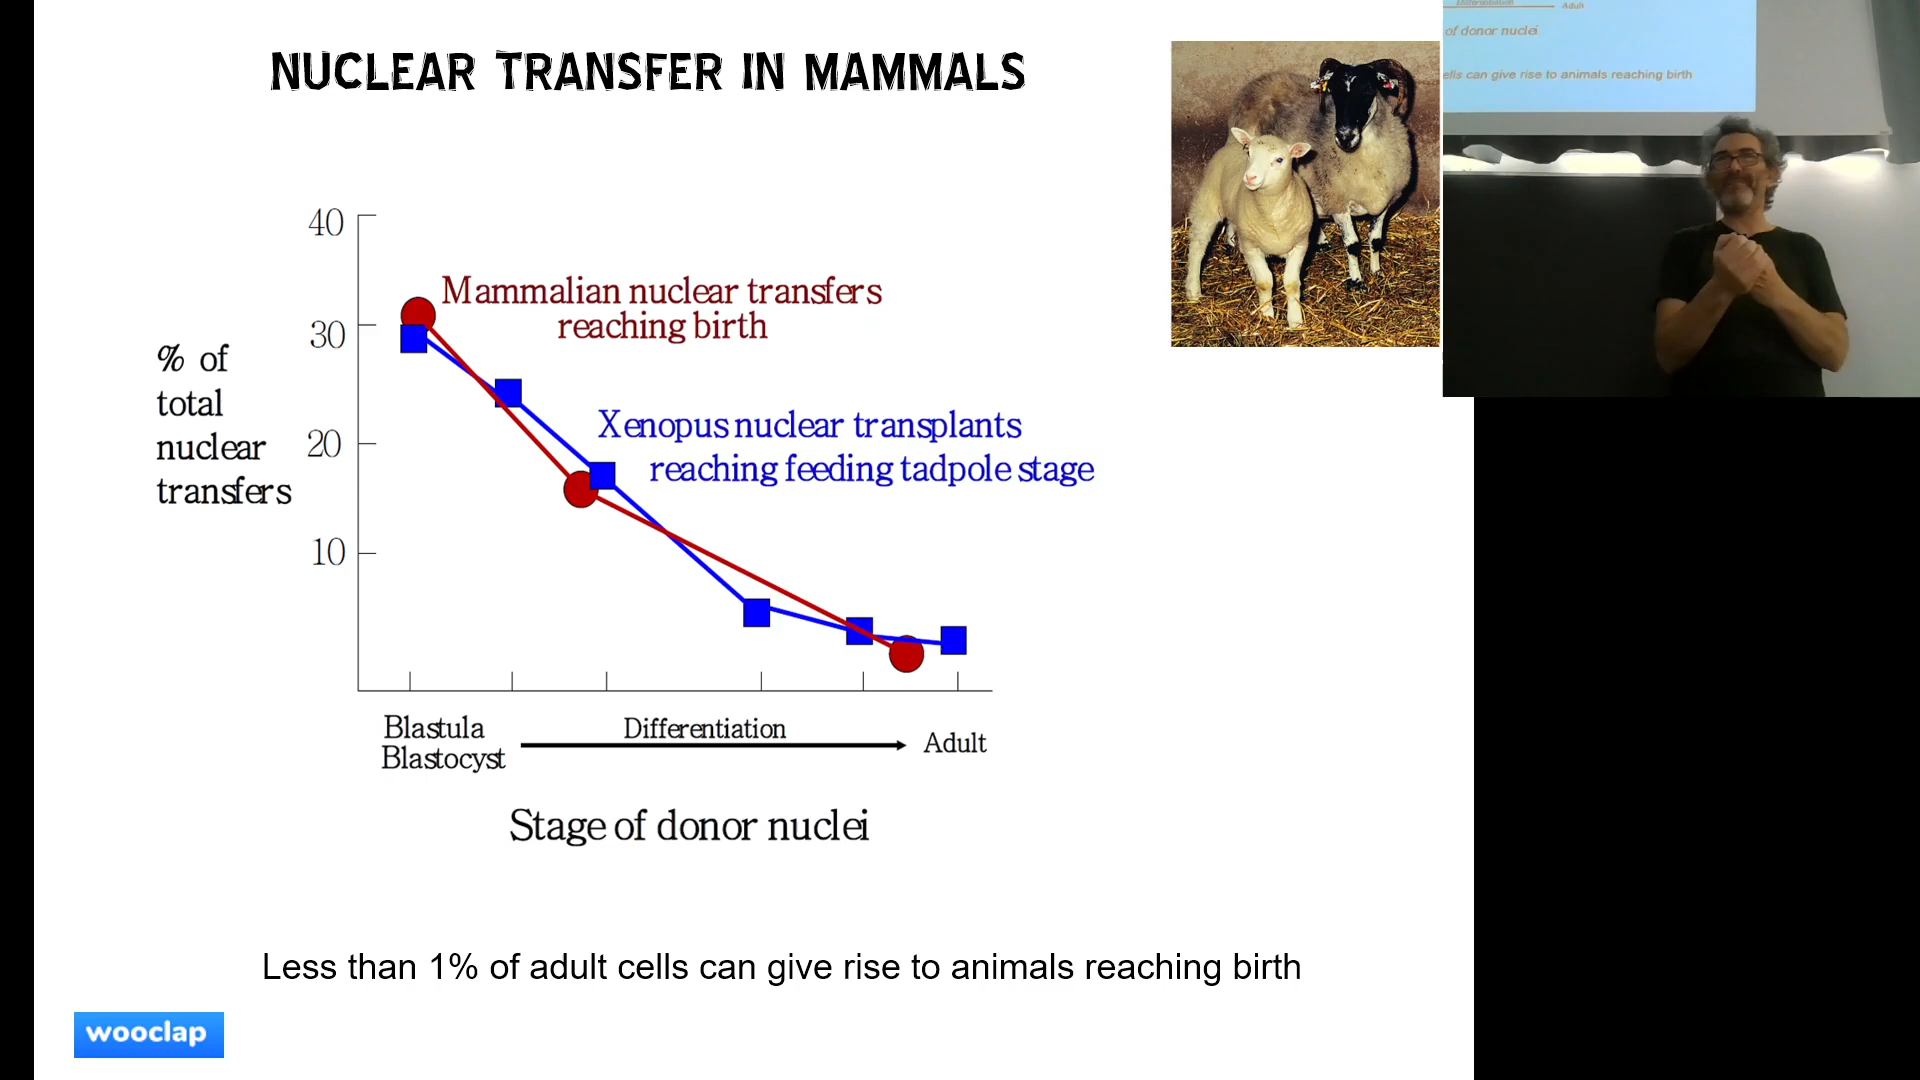 NUCLEAR TRANSFER IN MAMMALS
40
30
20
10
% of
total
nuclear
transfers
Mammalian nuclear transfers
reaching birth
Xenopus nuclear transplants
reaching feeding tadpole stage
Blastula
Blastocyst
Differentiation
Adult
Stage of donor nuclei
Less than 1% of adult cells can give rise to animals reaching birth
wooclap
Differentiation
Adult
of donor nuclei
ells can give rise to animals reaching birth